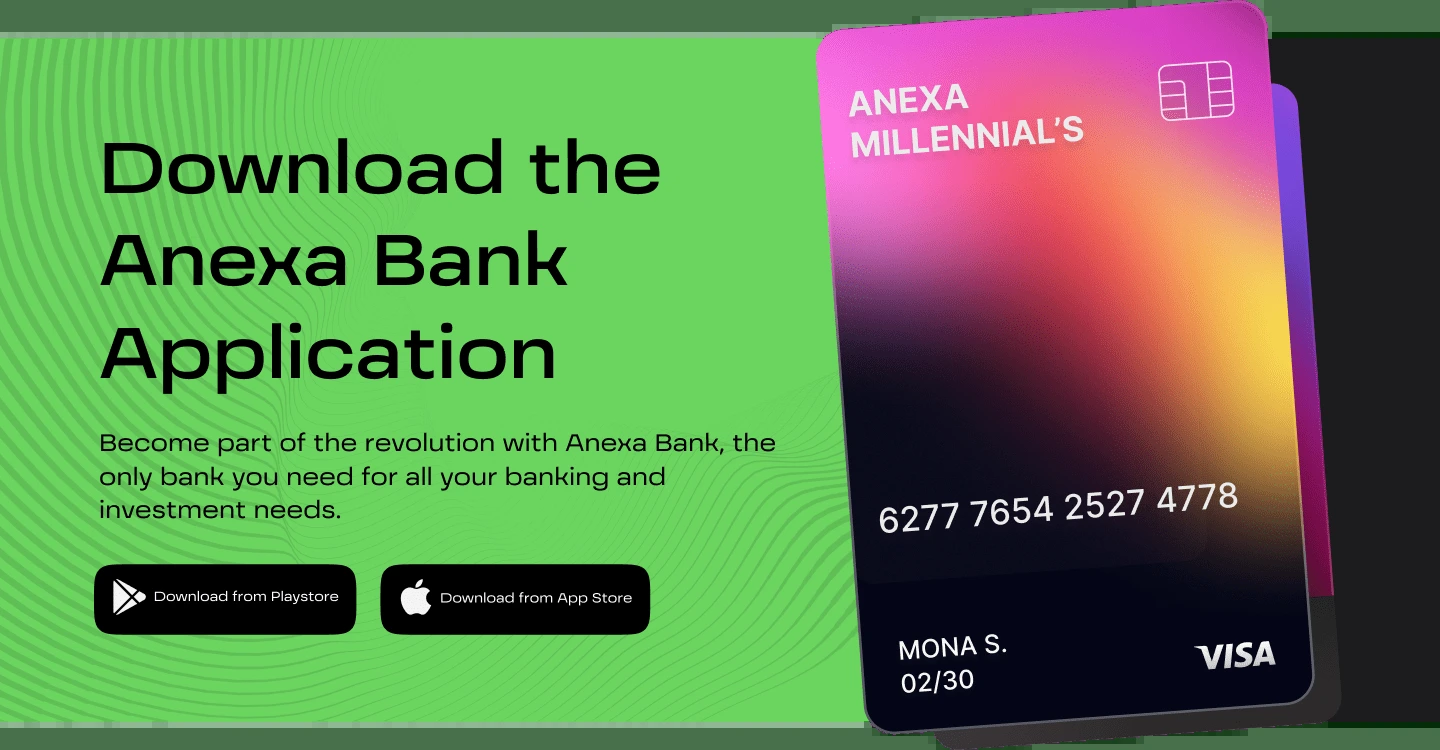 Download the
Anexa Bank
Application
Become part of the revolution with Anexa Bank, the
only bank you need for all your banking and
investment needs.
Download from Playstore
Download from App Store
ANEXA
MILLENNIAL’S
6277 7654 2527 4778
MONA S.
02/30
VISA